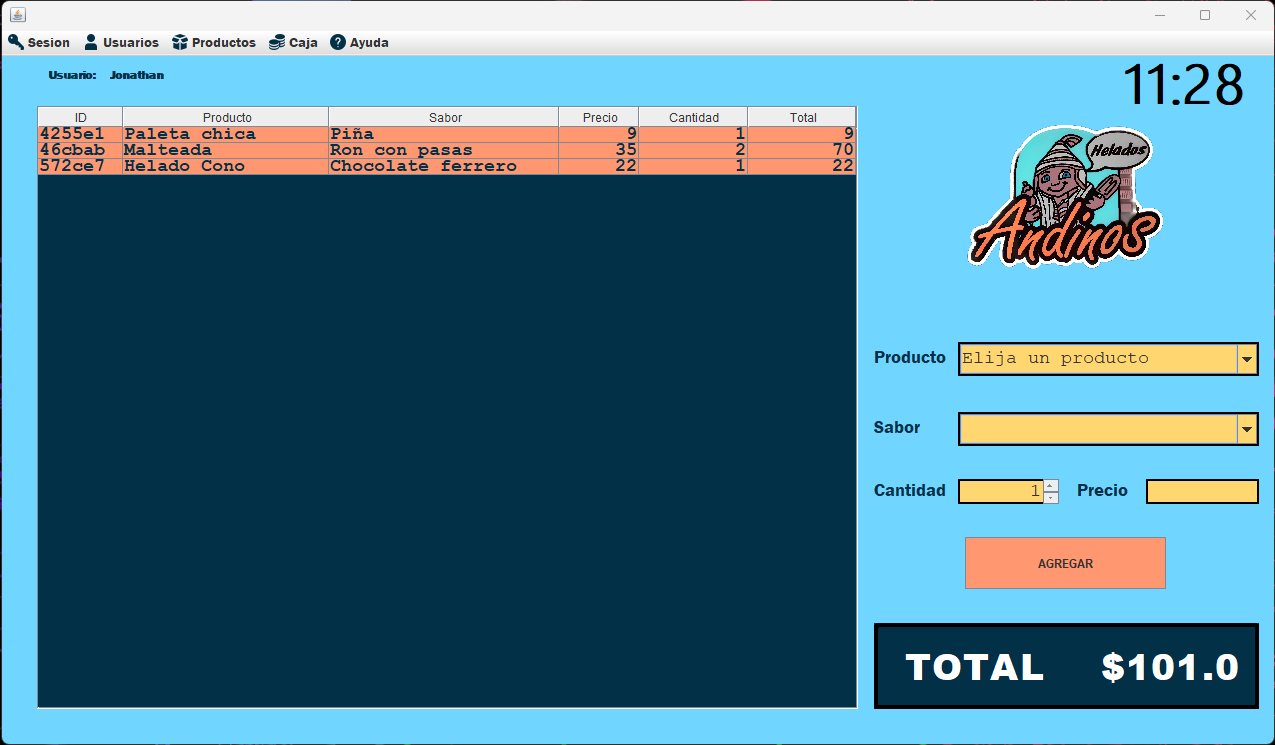 Sesion Usuarios Productos Caja ? Ayuda
Usuario: Jonathan
11:28
ID Producto Sabor Precio Cantidad Total
4255e1 Paleta chica Piña 9 1 9
46cbab Malteada Ron con pasas 35 2 70
572ce7 Helado Cono Chocolate ferrero 22 1 22
Helados
Andinos
Producto Elija un producto
Sabor
Cantidad 1 Precio
AGREGAR
TOTAL $101.0